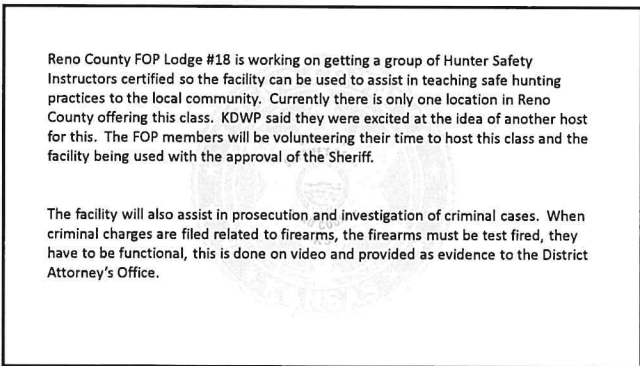 Reno County FOP Lodge #18 is working on getting a group of Hunter Safety
Instructors certified so the facility can be used to assist in teaching safe hunting
practices to the local community.  Currently there is only one location in Reno
County offering this class.  KDWP said they were excited at the idea of another host
for this.  The FOP members will be volunteering their time to host this class and the
facility being used with the approval of the Sheriff.
The facility will also assist in prosecution and investigation of criminal cases.  When
criminal charges are filed related to firearms, the firearms must be test fired, they
have to be functional, this is done on video and provided as evidence to the District
Attorney's Office.